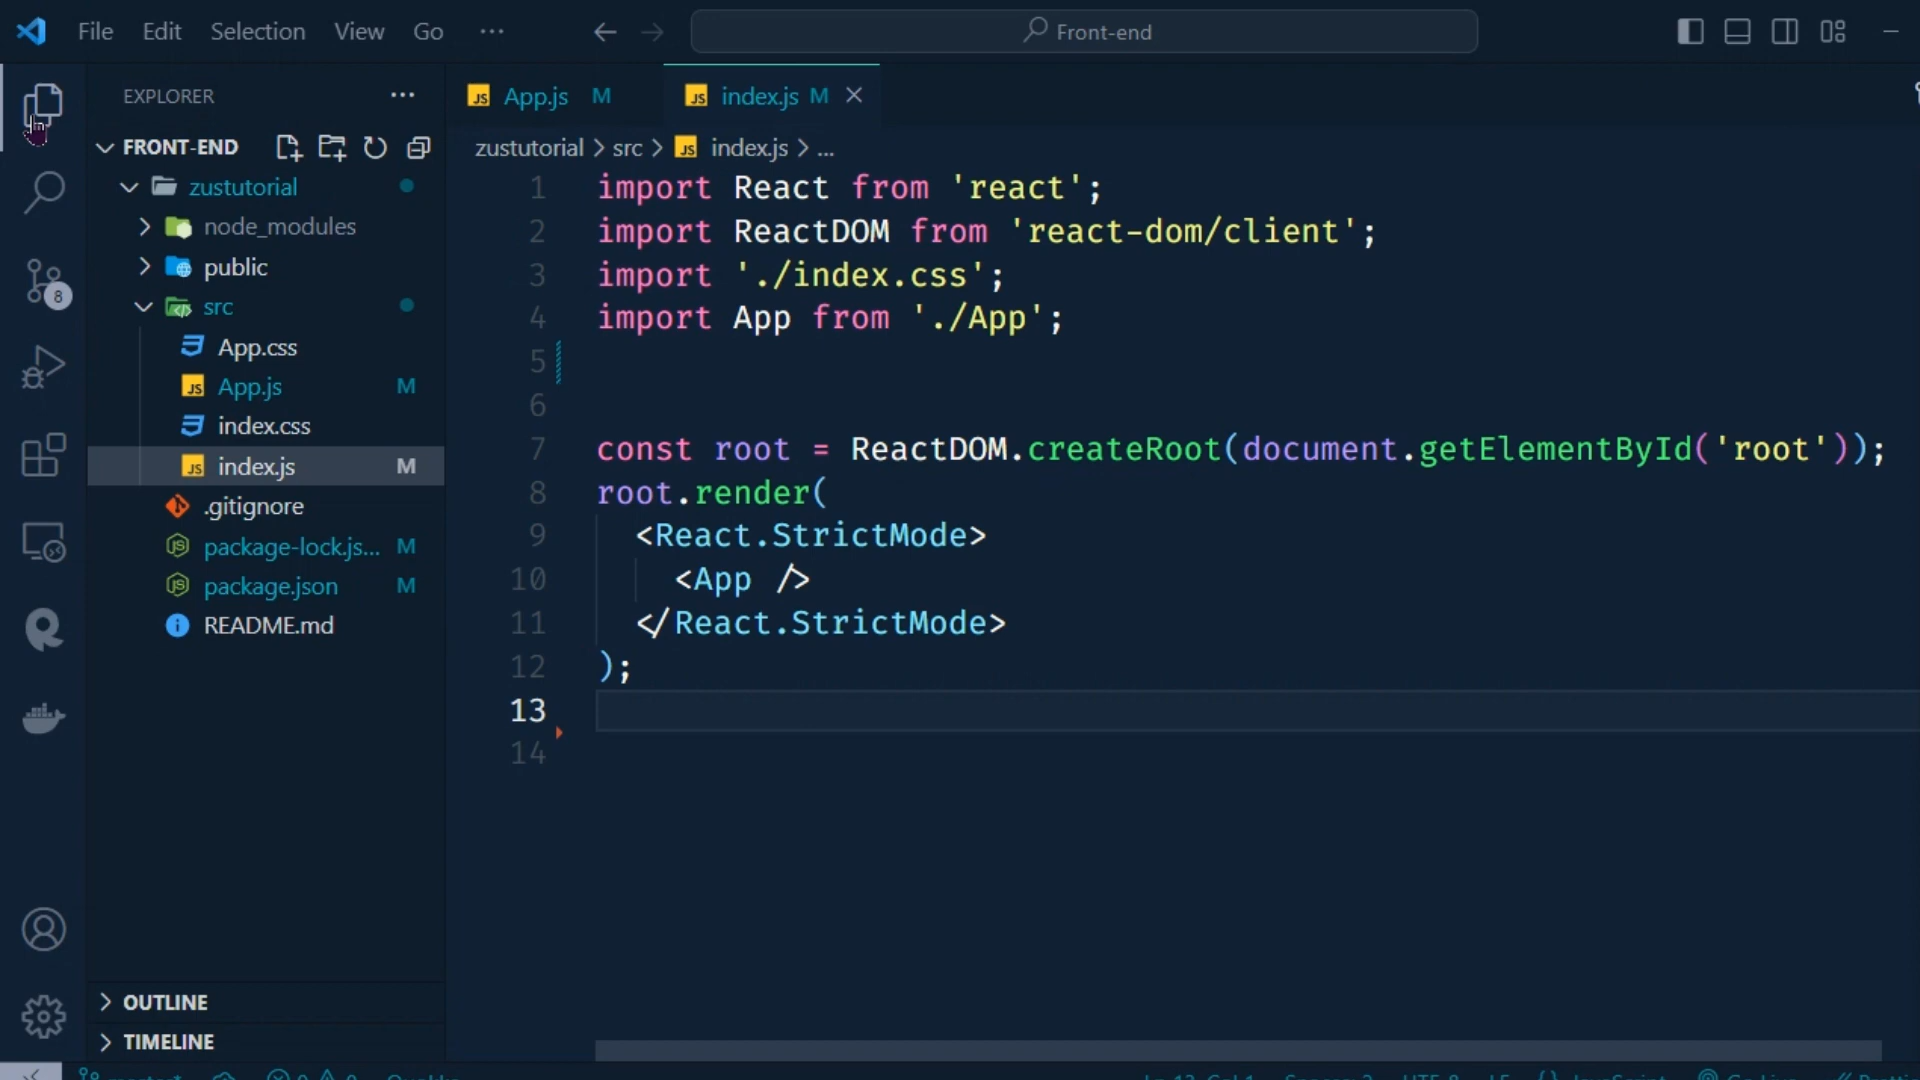 File Edit Selection View Go ...
Front-end
EXPLORER ...
FRONT-END
zustutorial
node_modules
public
src
App.css
App.js M
index.css
index.js M
.gitignore
package-lock.js... M
package.json M
README.md
OUTLINE
TIMELINE
8
JS App.js M
JS index.js M
zustutorial > src > JS index.js > ...
1 import React from 'react';
2 import ReactDOM from 'react-dom/client';
3 import './index.css';
4 import App from './App';
5
6
7 const root = ReactDOM.createRoot(document.getElementById('root'));
8 root.render(
9 <React.StrictMode>
10 <App />
11 </React.StrictMode>
12 );
13
14